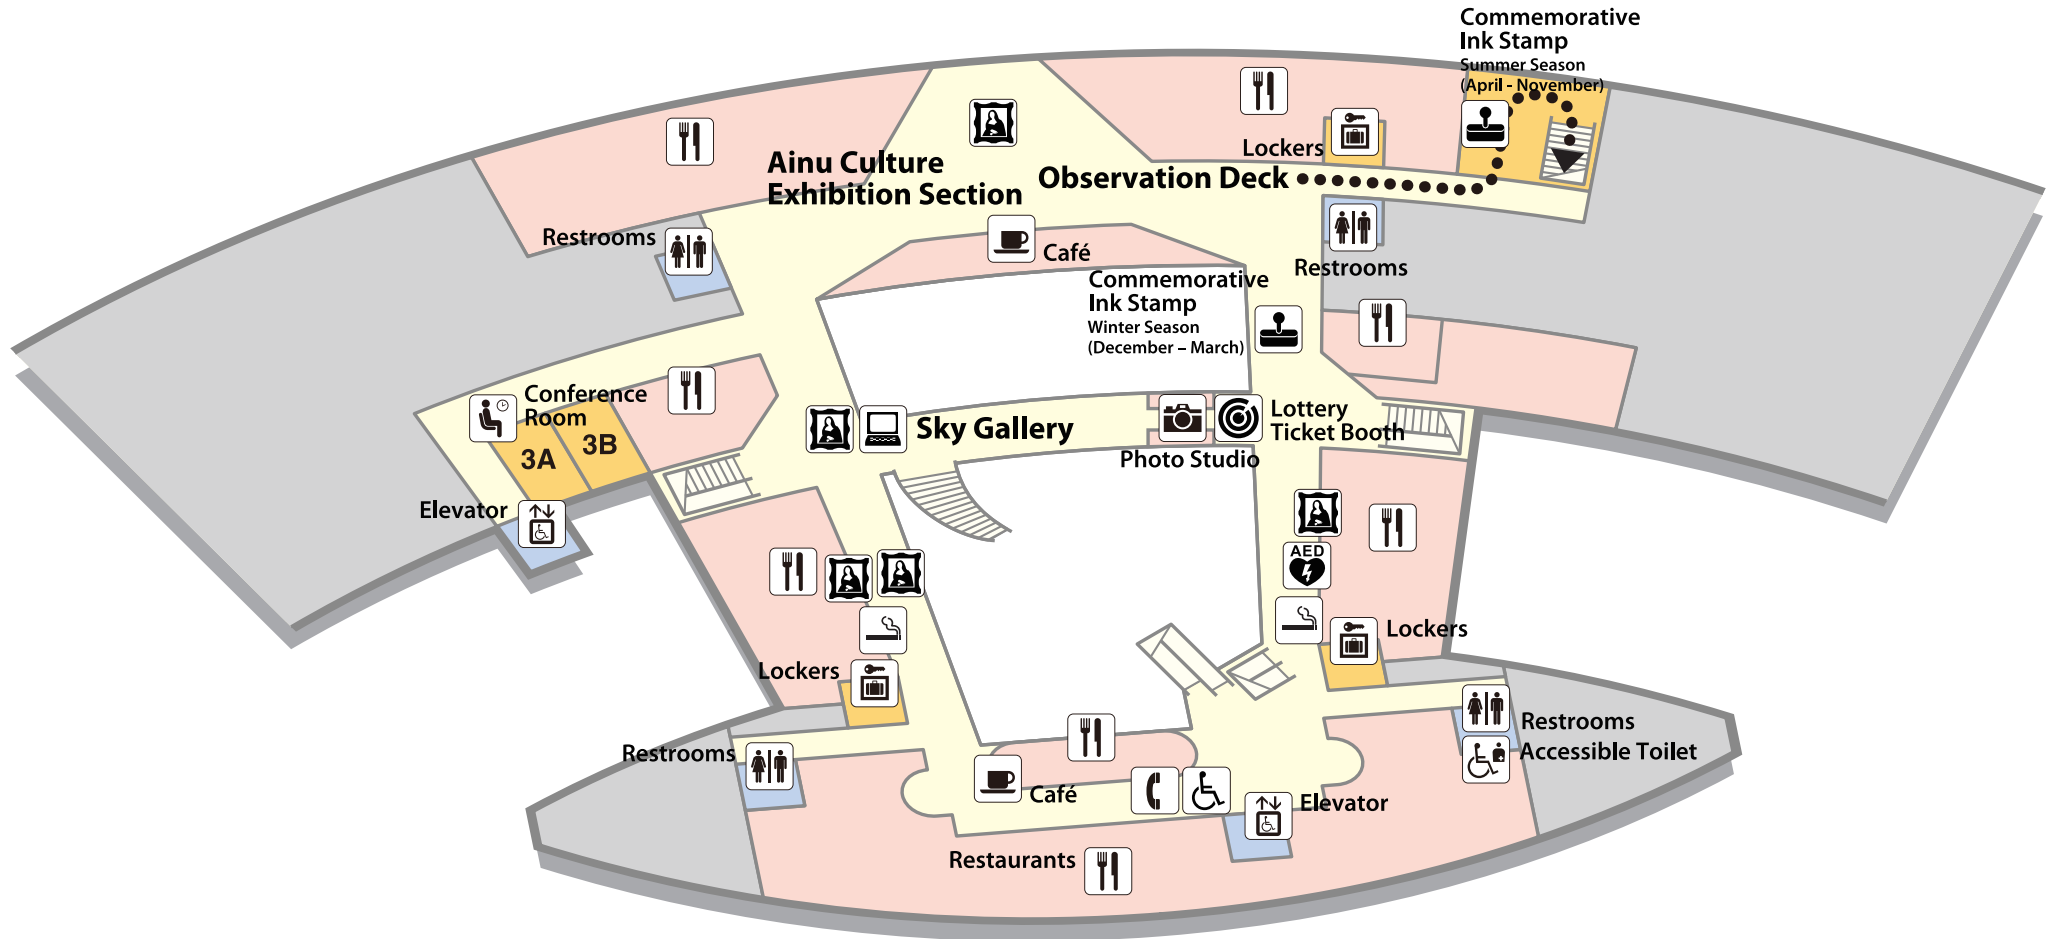 Commemorative
Ink Stamp
Summer Season
(April - November)
Lockers
Ainu Culture
Exhibition Section
Observation Deck
Restrooms
Café
Restrooms
Commemorative
Ink Stamp
Winter Season
(December – March)
Conference
Room
3A
3B
Sky Gallery
Lottery
Ticket Booth
Photo Studio
Elevator
AED
Lockers
Lockers
Restrooms
Accessible Toilet
Restrooms
Café
Elevator
Restaurants